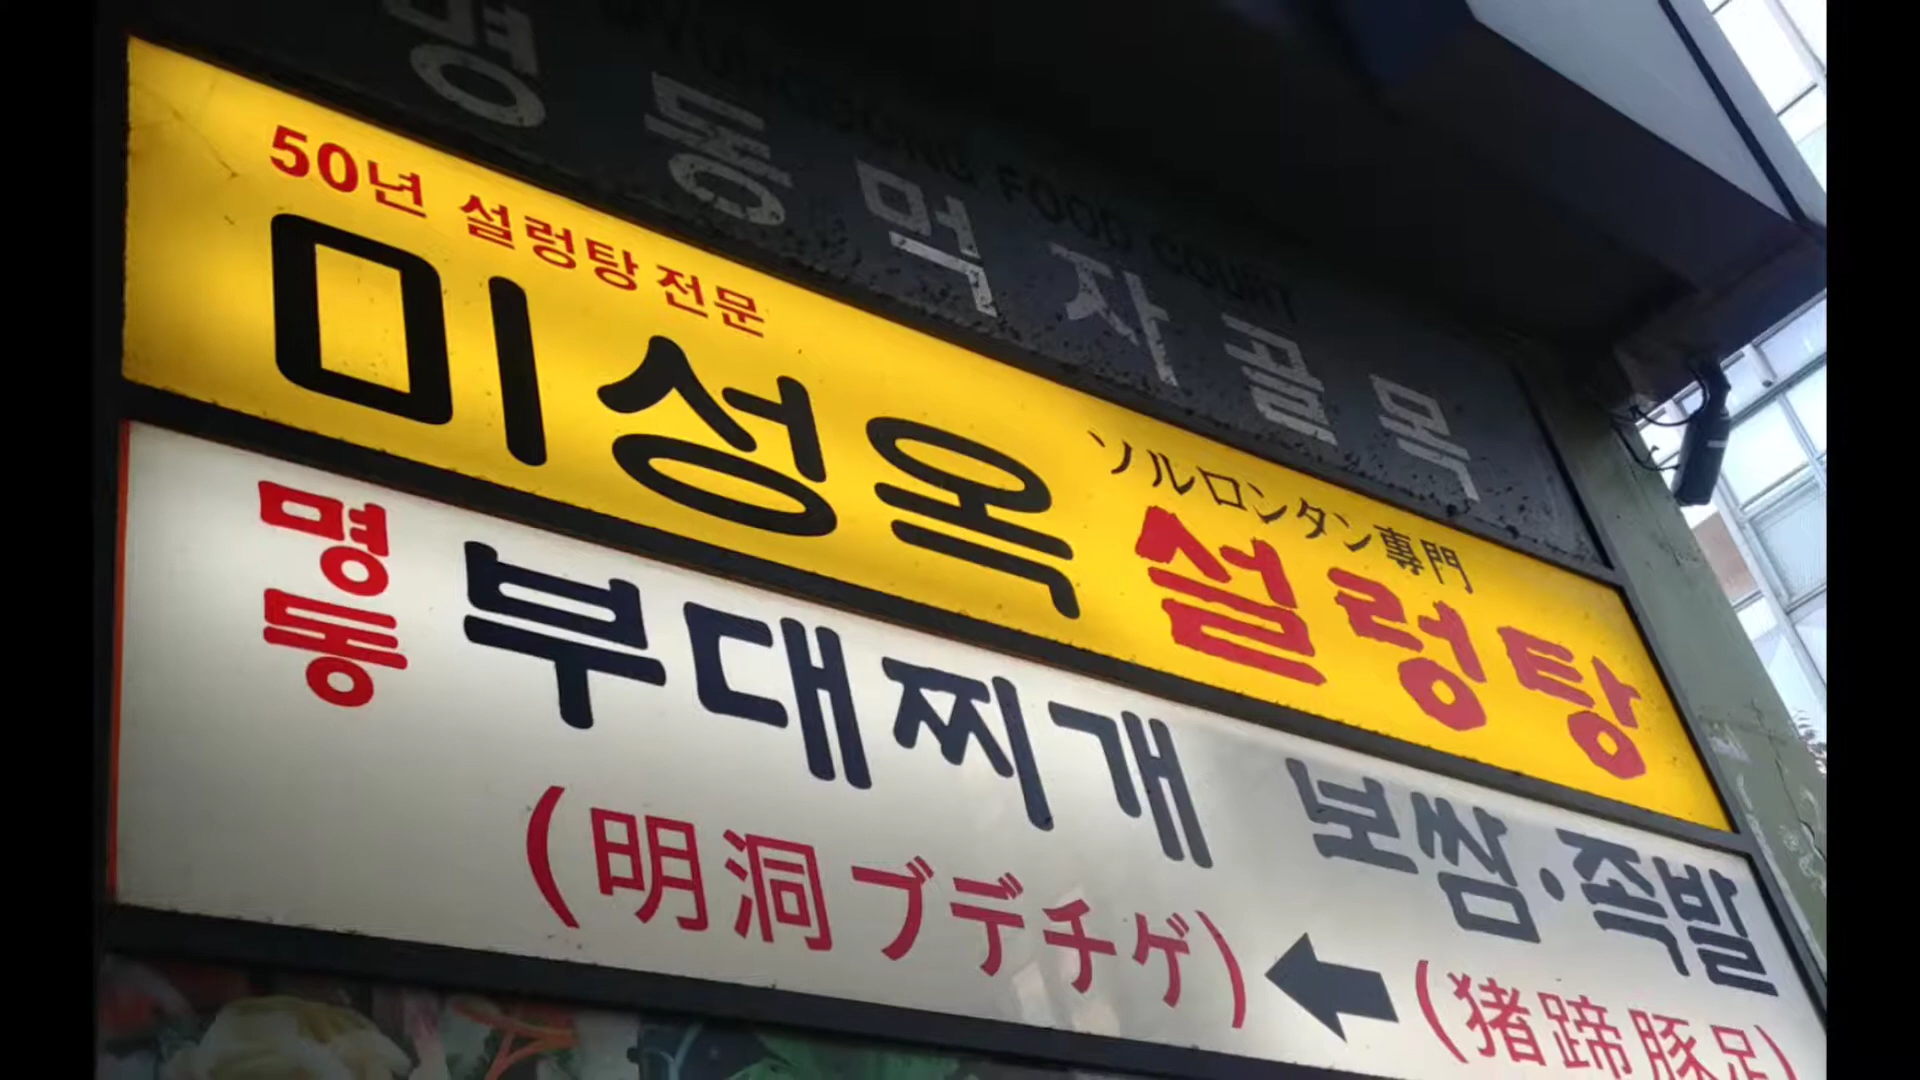 명동먹자골목
FOOD COURT
50년 설렁탕 전문
미성옥 설렁탕
ソルロンタン專門
명동 부대찌개 보쌈·족발
(明洞ブデチゲ) ← (猪蹄豚足)